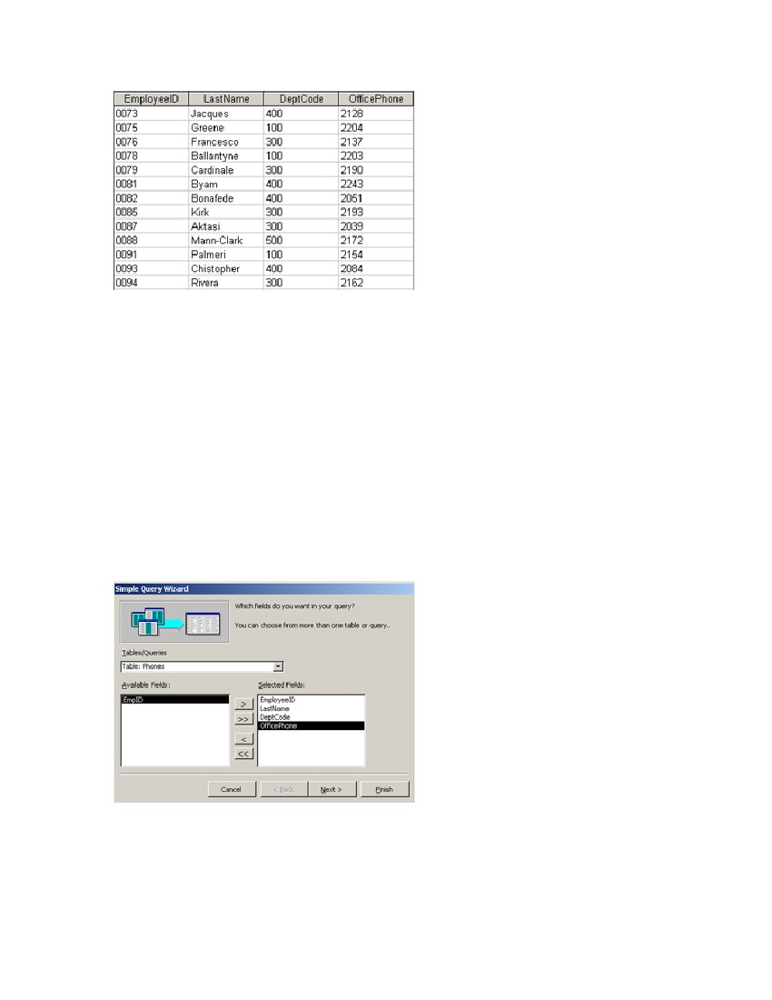 EmployeeID LastName DeptCode OfficePhone
0073 Jacques 400 2128
0075 Greene 100 2204
0076 Francesco 300 2137
0078 Ballantyne 100 2203
0079 Cardinale 300 2190
0081 Byam 400 2243
0082 Bonafede 400 2051
0085 Kirk 300 2193
0087 Aktasi 300 2039
0088 Mann-Clark 500 2172
0091 Palmeri 100 2154
0093 Chistopher 400 2084
0094 Rivera 300 2162
Simple Query Wizard
Which fields do you want in your query?
You can choose from more than one table or query.
Tables/Queries
Table: Phones
Available Fields: Selected Fields:
EmpID
EmployeeID
LastName
DeptCode
OfficePhone
>
>>
<
<<
Cancel < Back Next > Finish